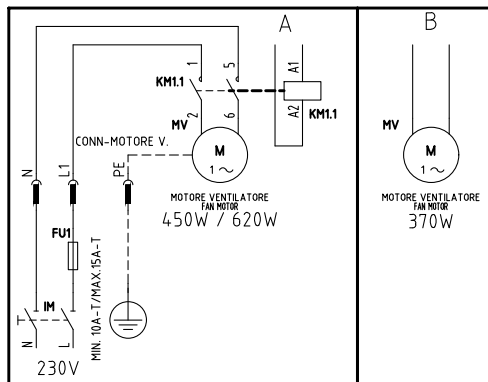 A
B
1
5
KM1.1
A1
A2
KM1.1
2
6
MV
CONN-MOTORE V.
M
1~
N
L1
PE
MOTORE VENTILATORE
FAN MOTOR
450W / 620W
FU1
MIN. 10A-T/MAX.15A-T
IM
N
L
230V
MV
M
1~
MOTORE VENTILATORE
FAN MOTOR
370W